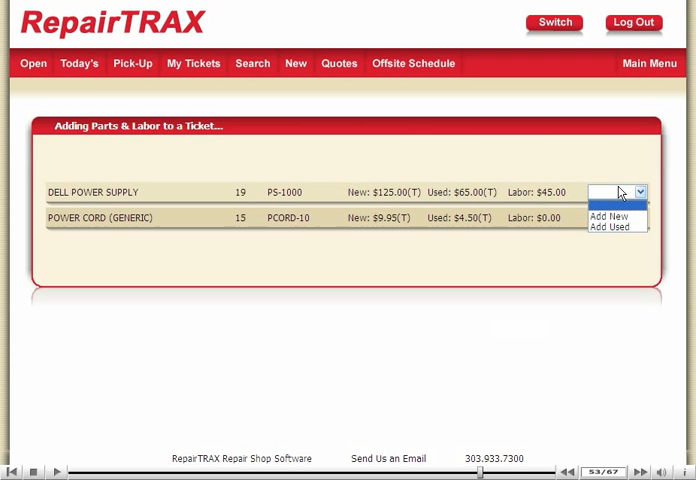 RepairTRAX
Switch
Log Out
Open Today's Pick-Up My Tickets Search New Quotes Offsite Schedule Main Menu
Adding Parts & Labor to a Ticket...
DELL POWER SUPPLY 19 PS-1000 New: $125.00(T) Used: $65.00(T) Labor: $45.00
POWER CORD (GENERIC) 15 PCORD-10 New: $9.95(T) Used: $4.50(T) Labor: $0.00
Add New
Add Used
RepairTRAX Repair Shop Software Send Us an Email 303.933.7300
53/67
i